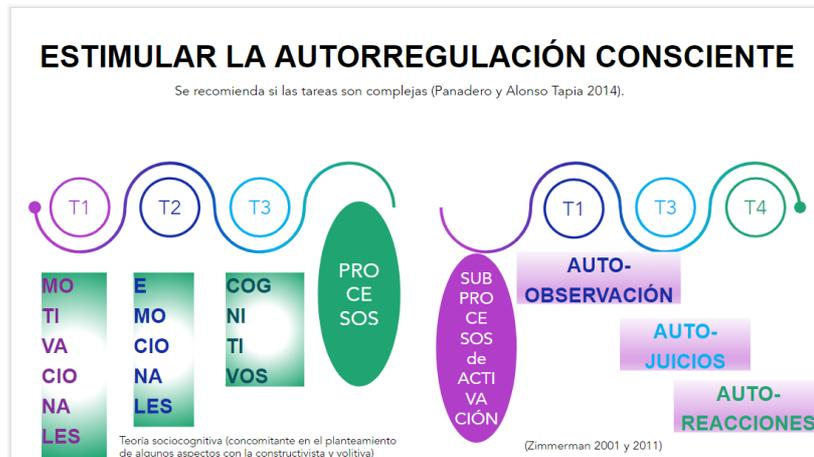 ESTIMULAR LA AUTORREGULACIÓN CONSCIENTE
Se recomienda si las tareas son complejas (Panadero y Alonso Tapia 2014).
T1
T2
T3
T1
T3
T4
MO
TI
VA
CIO
NA
LES
E
MO
CIO
NA
LES
COG
NI
TI
VOS
PRO
CE
SOS
SUB
PRO
CE
SOS
de
ACTI
VA
CIÓN
AUTO-
OBSERVACIÓN
AUTO-
JUICIOS
AUTO-
REACCIONES
Teoría sociocognitiva (concomitante en el planteamiento
de algunos aspectos con la constructivista y volitiva)
(Zimmerman 2001 y 2011)